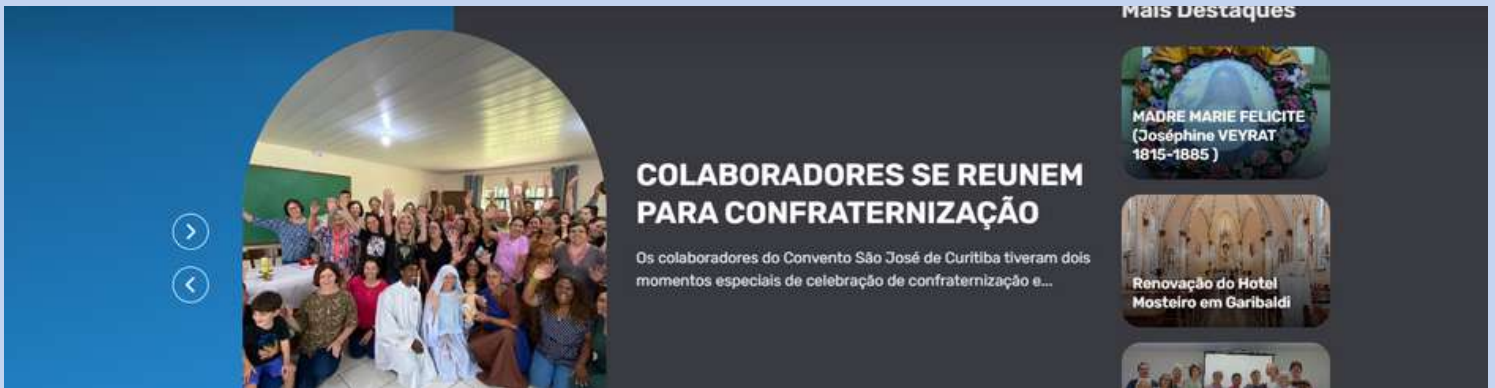 Mais Destaques
COLABORADORES SE REUNEM
PARA CONFRATERNIZAÇÃO
Os colaboradores do Convento São José de Curitiba tiveram dois
momentos especiais de celebração de confraternização e...
MADRE MARIE FELICITE
(Joséphine VEYRAT
1815-1885 )
Renovação do Hotel
Mosteiro em Garibaldi